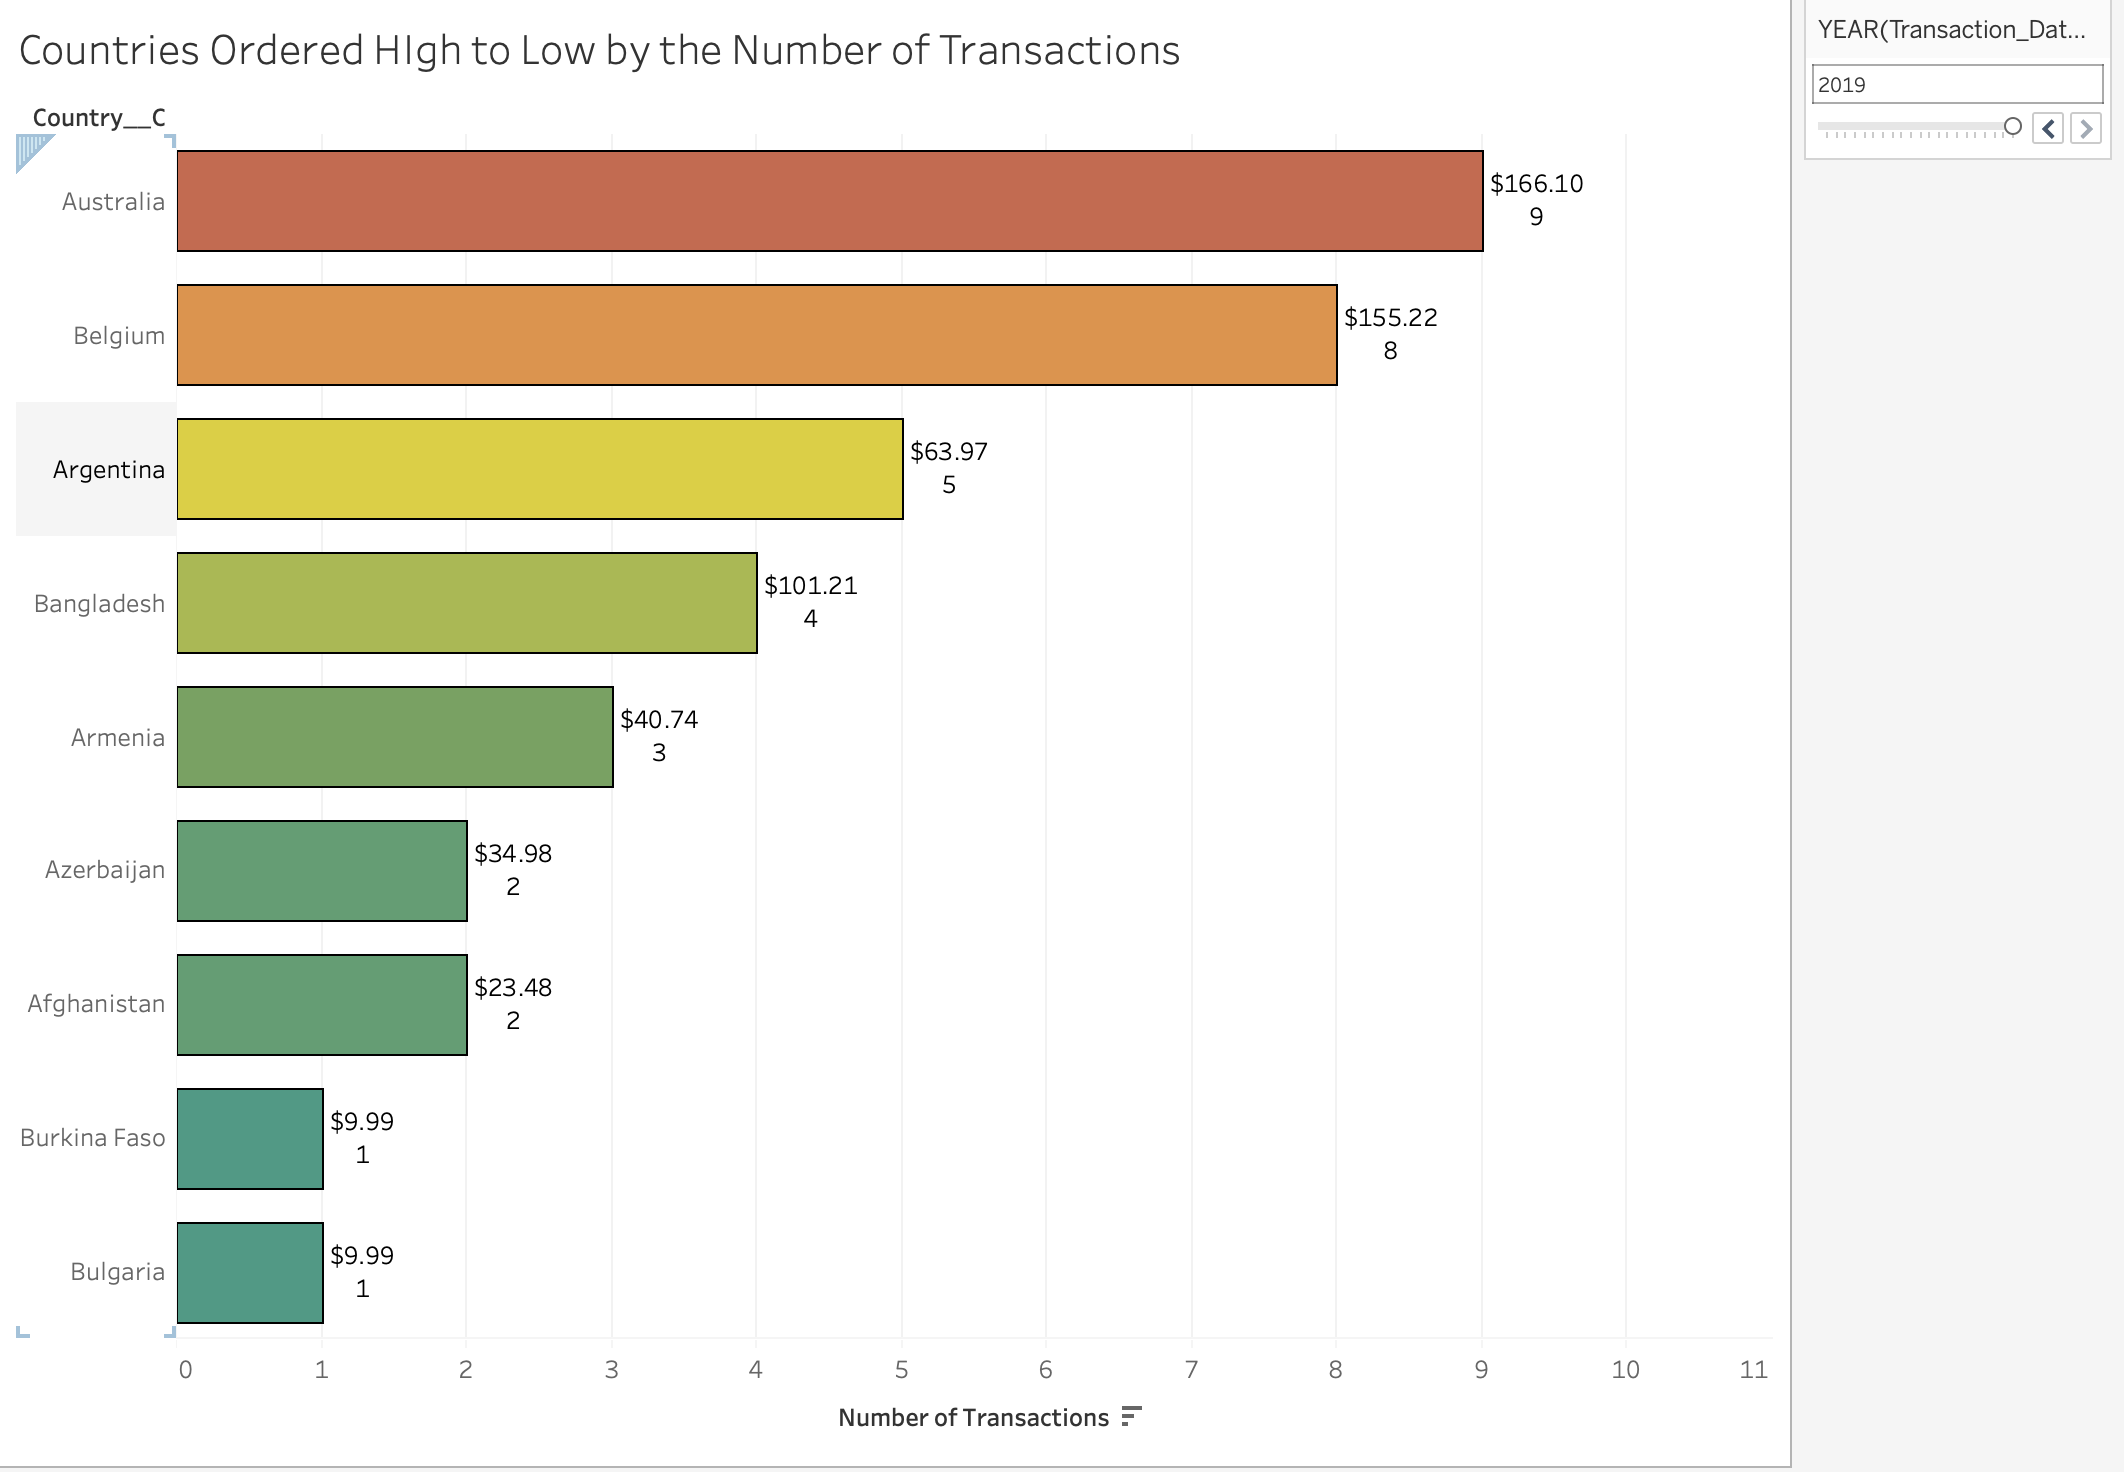 Countries Ordered HIgh to Low by the Number of Transactions
YEAR(Transaction_Dat...
2019
Country__C
Australia
$166.10
9
Belgium
$155.22
8
Argentina
$63.97
5
Bangladesh
$101.21
4
Armenia
$40.74
3
Azerbaijan
$34.98
2
Afghanistan
$23.48
2
Burkina Faso
$9.99
1
Bulgaria
$9.99
1
0 1 2 3 4 5 6 7 8 9 10 11
Number of Transactions